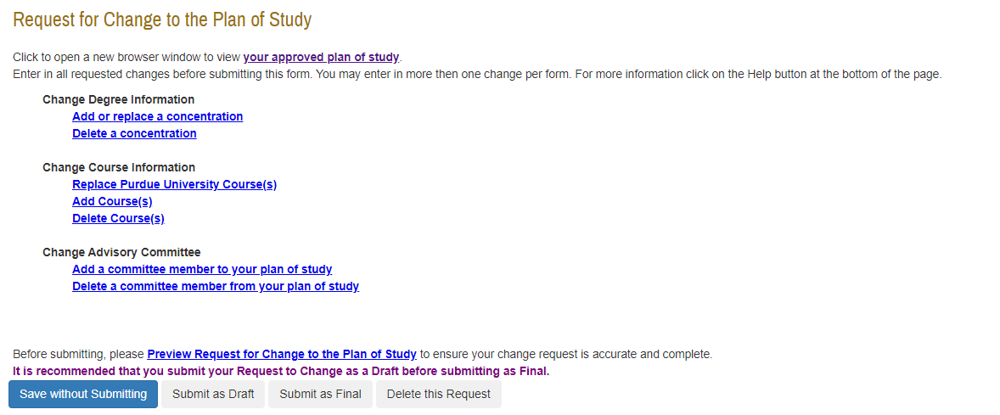 Request for Change to the Plan of Study
Click to open a new browser window to view your approved plan of study.
Enter in all requested changes before submitting this form. You may enter in more then one change per form. For more information click on the Help button at the bottom of the page.
Change Degree Information
Add or replace a concentration
Delete a concentration
Change Course Information
Replace Purdue University Course(s)
Add Course(s)
Delete Course(s)
Change Advisory Committee
Add a committee member to your plan of study
Delete a committee member from your plan of study
Before submitting, please Preview Request for Change to the Plan of Study to ensure your change request is accurate and complete.
It is recommended that you submit your Request to Change as a Draft before submitting as Final.
Save without Submitting Submit as Draft Submit as Final Delete this Request